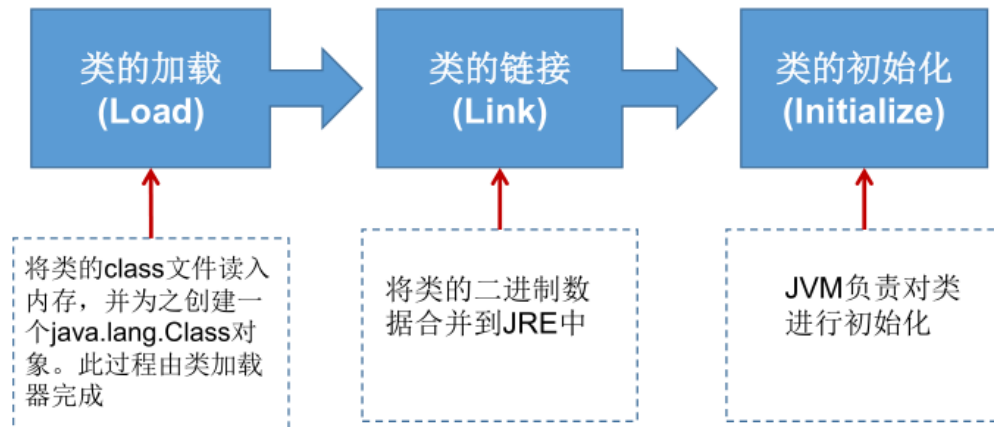 类的加载
(Load)
类的链接
(Link)
类的初始化
(Initialize)
将类的class文件读入
内存，并为之创建一
个java.lang.Class对
象。此过程由类加载
器完成
将类的二进制数
据合并到JRE中
JVM负责对类
进行初始化